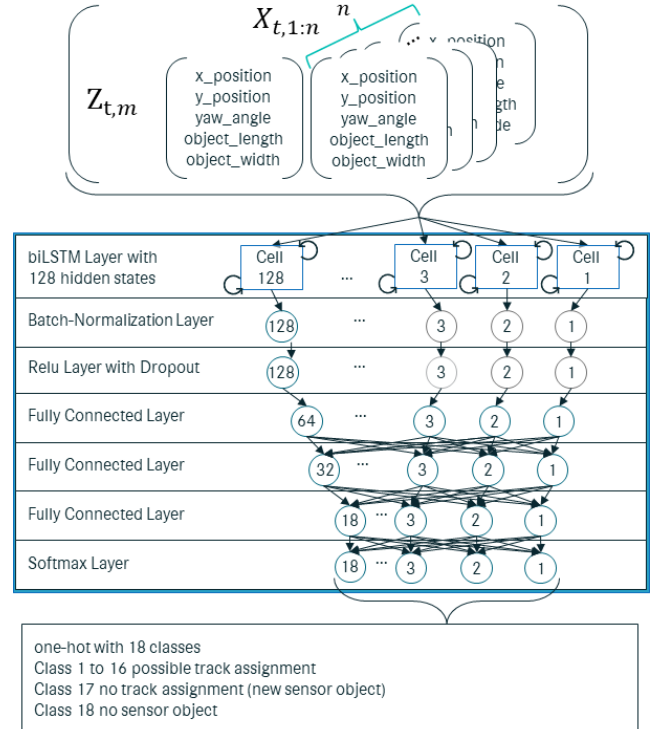 X_{t,1:n} n
Z_{t,m}
x_position
y_position
yaw_angle
object_length
object_width
x_position
y_position
yaw_angle
object_length
object_width
... x_position
biLSTM Layer with
128 hidden states
Cell
128
...
Cell
3
Cell
2
Cell
1
Batch-Normalization Layer
128 ... 3 2 1
Relu Layer with Dropout
128 ... 3 2 1
Fully Connected Layer
64 ... 3 2 1
Fully Connected Layer
32 ... 3 2 1
Fully Connected Layer
18 ... 3 2 1
Softmax Layer
18 ... 3 2 1
one-hot with 18 classes
Class 1 to 16 possible track assignment
Class 17 no track assignment (new sensor object)
Class 18 no sensor object